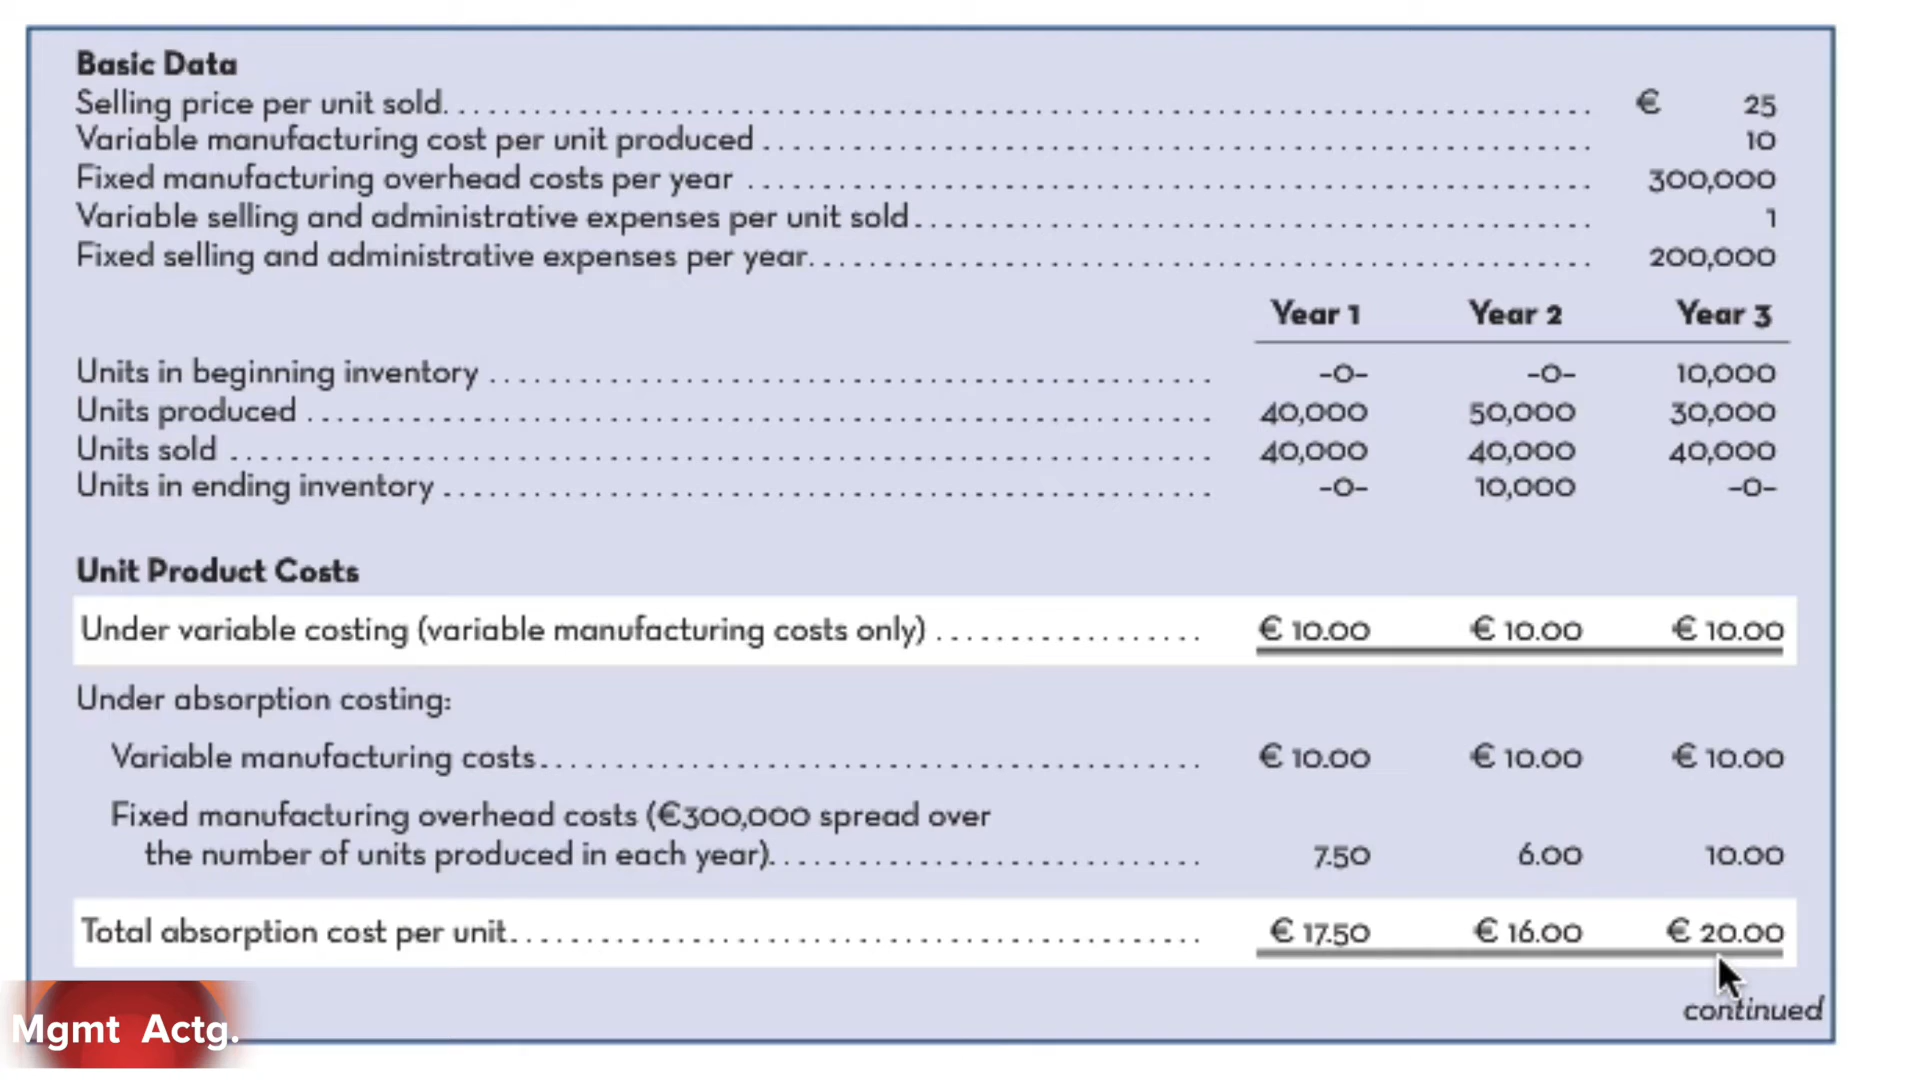 Basic Data
Selling price per unit sold. € 25
Variable manufacturing cost per unit produced 10
Fixed manufacturing overhead costs per year 300,000
Variable selling and administrative expenses per unit sold. 1
Fixed selling and administrative expenses per year. 200,000
Year 1 Year 2 Year 3
Units in beginning inventory -0- -0- 10,000
Units produced 40,000 50,000 30,000
Units sold 40,000 40,000 40,000
Units in ending inventory -0- 10,000 -0-
Unit Product Costs
Under variable costing (variable manufacturing costs only) € 10.00 € 10.00 € 10.00
Under absorption costing:
Variable manufacturing costs. € 10.00 € 10.00 € 10.00
Fixed manufacturing overhead costs (€300,000 spread over
the number of units produced in each year). 7.50 6.00 10.00
Total absorption cost per unit. € 17.50 € 16.00 € 20.00
continued
Mgmt Actg.